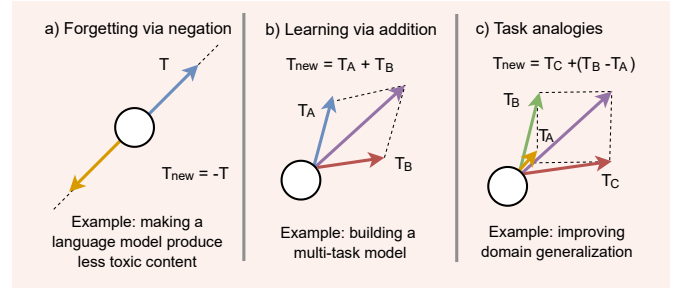 a) Forgetting via negation
T
Tnew = -T
Example: making a
language model produce
less toxic content
b) Learning via addition
Tnew = TA + TB
TA
TB
Example: building a
multi-task model
c) Task analogies
Tnew = TC +(TB -TA )
TB
TA
TC
Example: improving
domain generalization